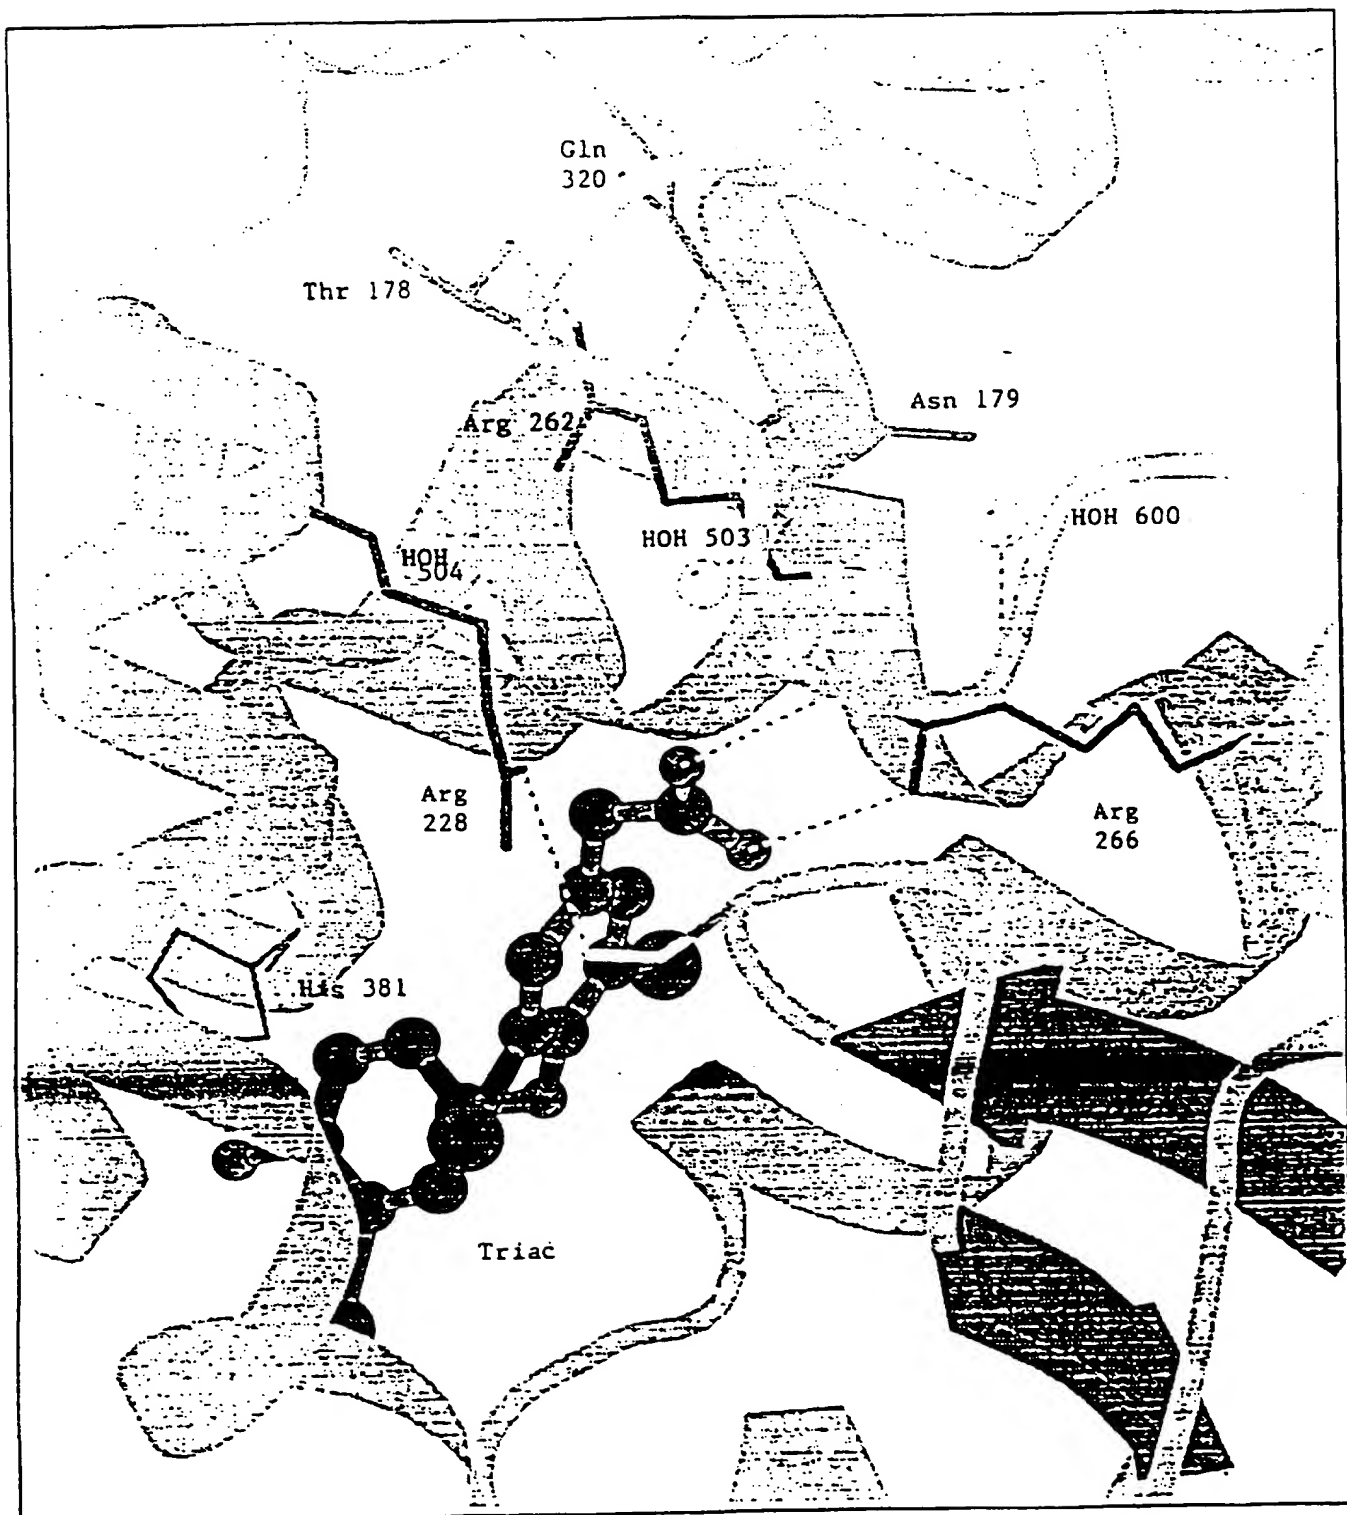 Gln
320
Thr 178
Asn 179
Arg 262
HOH 600
HOH 503
HOH
504
Arg
228
Arg
266
His 381
Triac